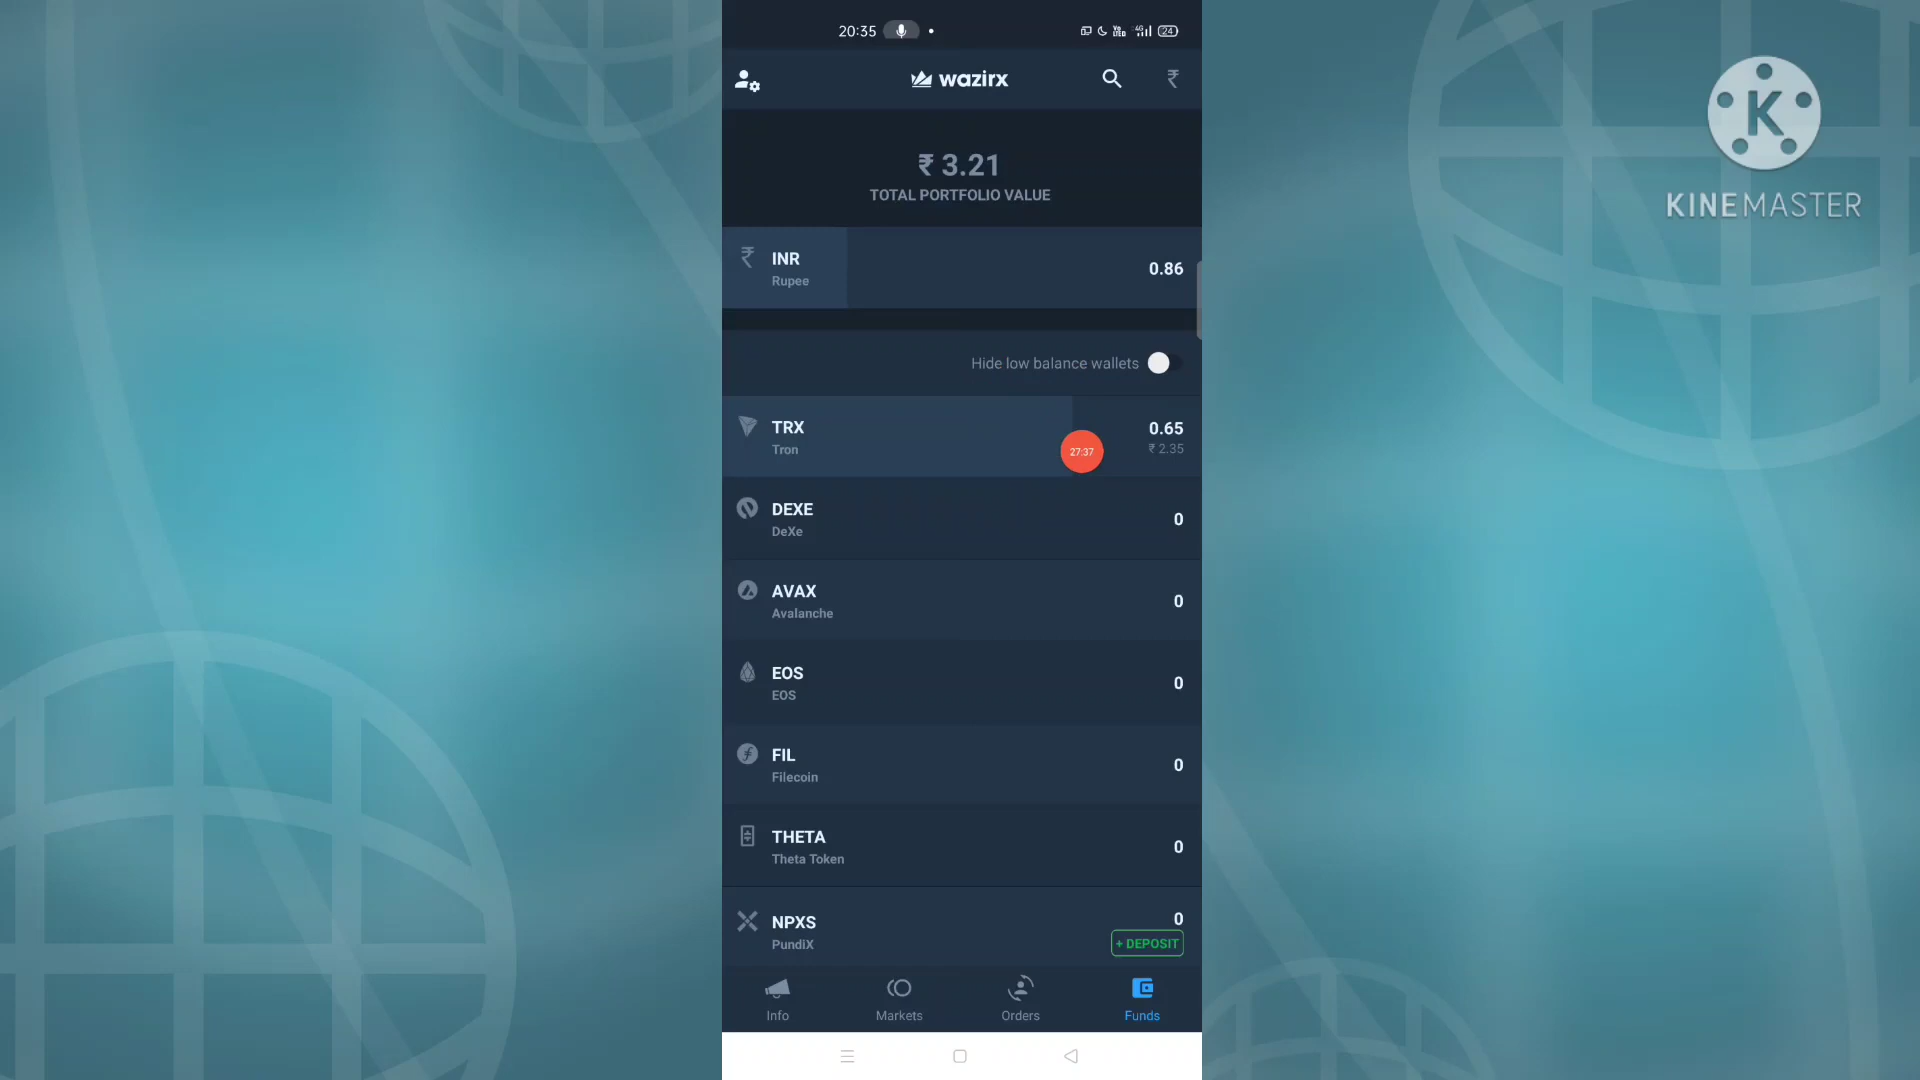 20:35
24
wazirx
₹
₹ 3.21
TOTAL PORTFOLIO VALUE
₹ INR
Rupee
0.86
Hide low balance wallets
TRX
Tron
0.65
₹ 2.35
27:37
DEXE
DeXe
0
AVAX
Avalanche
0
EOS
EOS
0
FIL
Filecoin
0
THETA
Theta Token
0
NPXS
PundiX
0
+ DEPOSIT
Info
Markets
Orders
Funds
K
KINEMASTER